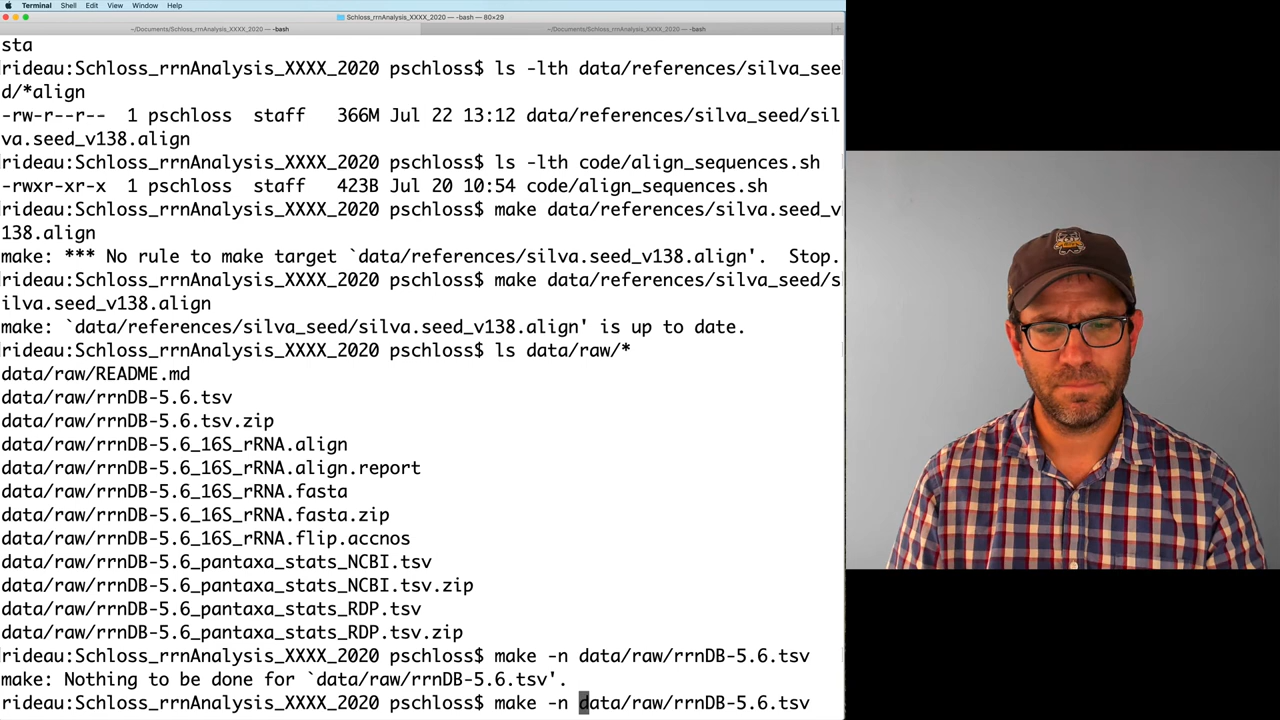 Terminal Shell Edit View Window Help
Schloss_rrnAnalysis_XXXX_2020 — -bash — 80×29
~/Documents/Schloss_rrnAnalysis_XXXX_2020 — -bash ~/Documents/Schloss_rrnAnalysis_XXXX_2020 — -bash +
sta
rideau:Schloss_rrnAnalysis_XXXX_2020 pschloss$ ls -lth data/references/silva_see
d/*align
-rw-r--r-- 1 pschloss staff 366M Jul 22 13:12 data/references/silva_seed/sil
va.seed_v138.align
rideau:Schloss_rrnAnalysis_XXXX_2020 pschloss$ ls -lth code/align_sequences.sh
-rwxr-xr-x 1 pschloss staff 423B Jul 20 10:54 code/align_sequences.sh
rideau:Schloss_rrnAnalysis_XXXX_2020 pschloss$ make data/references/silva.seed_v
138.align
make: *** No rule to make target `data/references/silva.seed_v138.align'. Stop.
rideau:Schloss_rrnAnalysis_XXXX_2020 pschloss$ make data/references/silva_seed/s
ilva.seed_v138.align
make: `data/references/silva_seed/silva.seed_v138.align' is up to date.
rideau:Schloss_rrnAnalysis_XXXX_2020 pschloss$ ls data/raw/*
data/raw/README.md
data/raw/rrnDB-5.6.tsv
data/raw/rrnDB-5.6.tsv.zip
data/raw/rrnDB-5.6_16S_rRNA.align
data/raw/rrnDB-5.6_16S_rRNA.align.report
data/raw/rrnDB-5.6_16S_rRNA.fasta
data/raw/rrnDB-5.6_16S_rRNA.fasta.zip
data/raw/rrnDB-5.6_16S_rRNA.flip.accnos
data/raw/rrnDB-5.6_pantaxa_stats_NCBI.tsv
data/raw/rrnDB-5.6_pantaxa_stats_NCBI.tsv.zip
data/raw/rrnDB-5.6_pantaxa_stats_RDP.tsv
data/raw/rrnDB-5.6_pantaxa_stats_RDP.tsv.zip
rideau:Schloss_rrnAnalysis_XXXX_2020 pschloss$ make -n data/raw/rrnDB-5.6.tsv
make: Nothing to be done for `data/raw/rrnDB-5.6.tsv'.
rideau:Schloss_rrnAnalysis_XXXX_2020 pschloss$ make -n data/raw/rrnDB-5.6.tsv